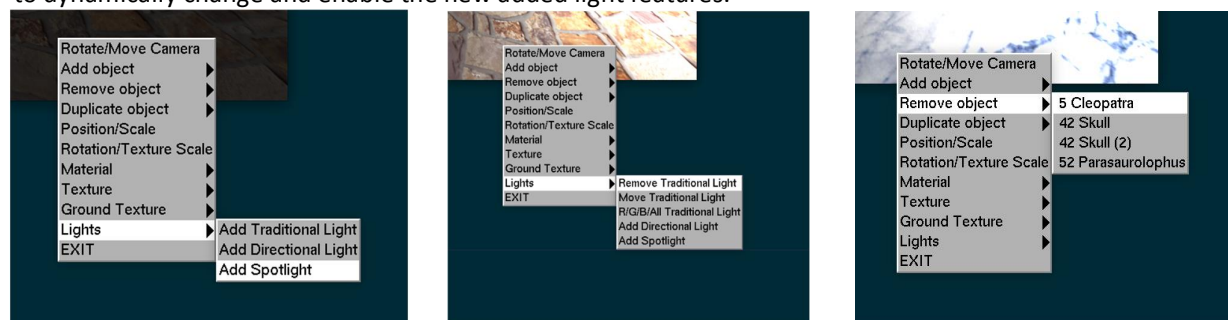 to dynamically change and enable the new added light features.
Rotate/Move Camera
Add object
Remove object
Duplicate object
Position/Scale
Rotation/Texture Scale
Material
Texture
Ground Texture
Lights
EXIT
Add Traditional Light
Add Directional Light
Add Spotlight
Rotate/Move Camera
Add object
Remove object
Duplicate object
Position/Scale
Rotation/Texture Scale
Material
Texture
Ground Texture
Lights
EXIT
Remove Traditional Light
Move Traditional Light
R/G/B/All Traditional Light
Add Directional Light
Add Spotlight
Rotate/Move Camera
Add object
Remove object
Duplicate object
Position/Scale
Rotation/Texture Scale
Material
Texture
Ground Texture
Lights
EXIT
5 Cleopatra
42 Skull
42 Skull (2)
52 Parasaurolophus